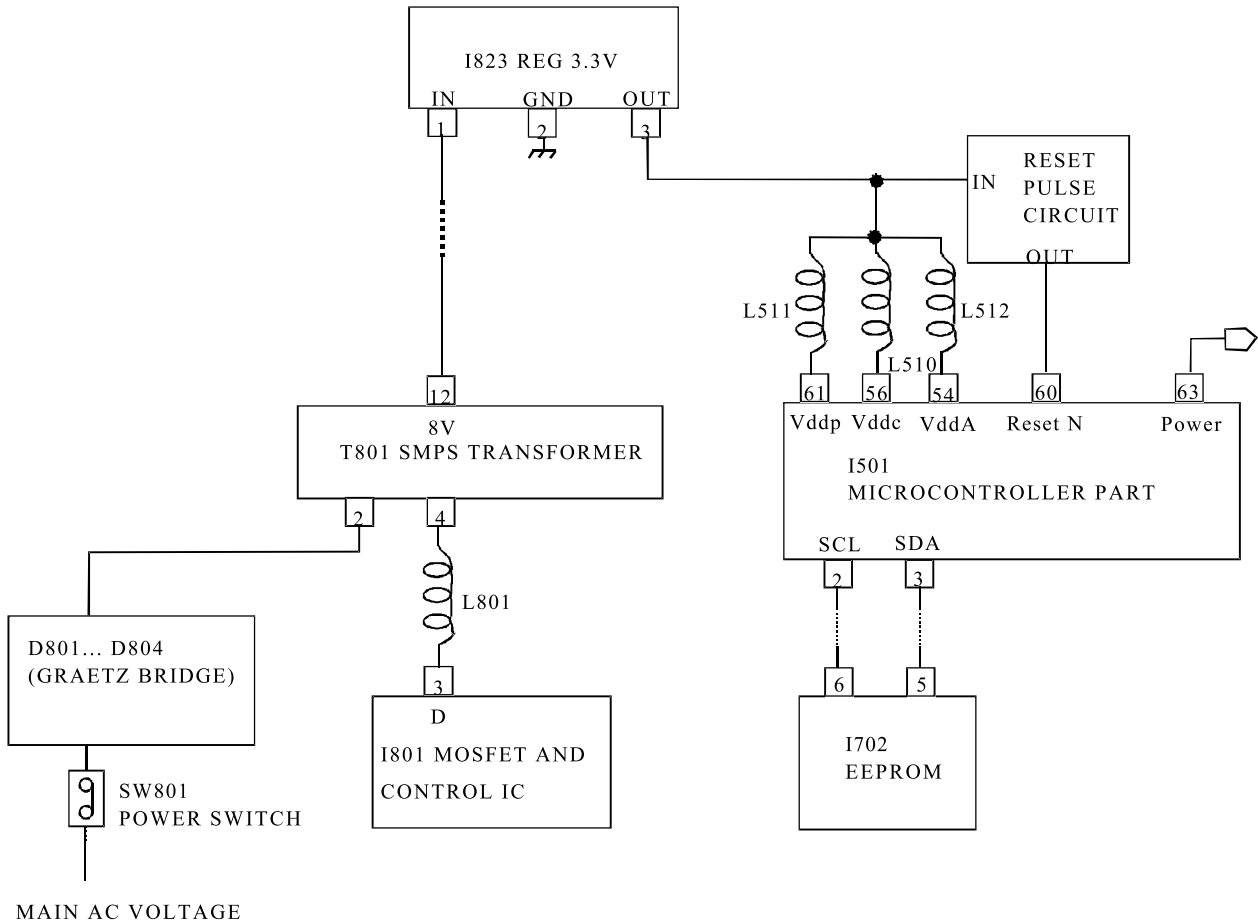 I823 REG 3.3V
IN GND OUT
1 2 3
RESET
PULSE
CIRCUIT
IN
OUT
L511
L512
L510
12
61 56 54 60 63
8V
T801 SMPS TRANSFORMER
Vddp Vddc VddA Reset N Power
I501
MICROCONTROLLER PART
2 4
SCL SDA
2 3
L801
D801... D804
(GRAETZ BRIDGE)
3
6 5
D
I801 MOSFET AND
CONTROL IC
I702
EEPROM
SW801
POWER SWITCH
MAIN AC VOLTAGE